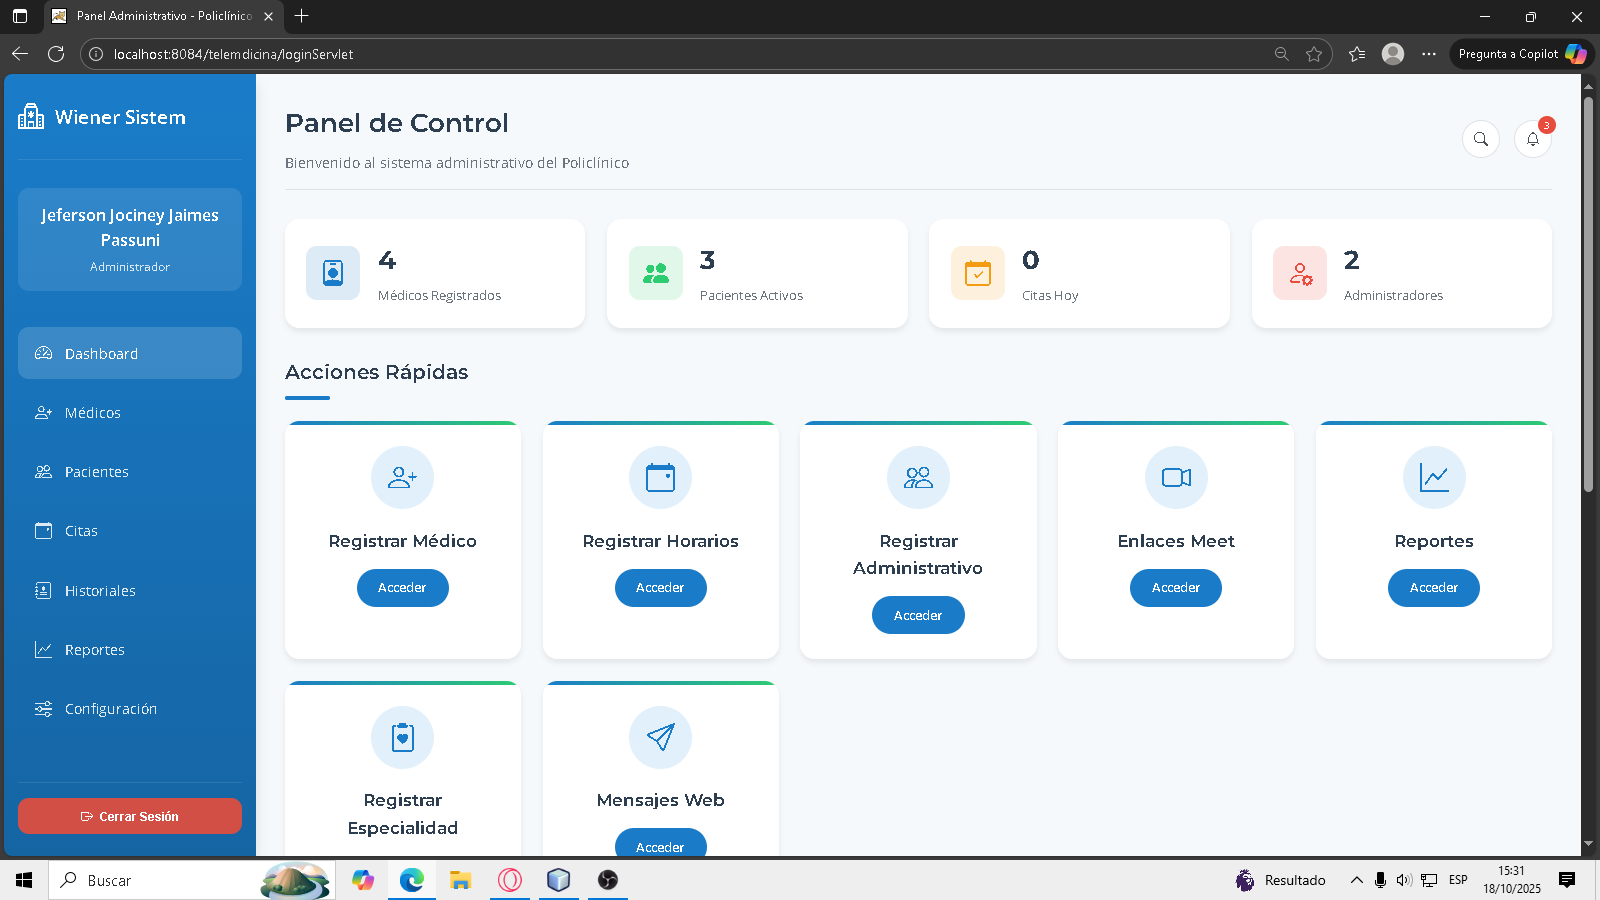 Panel Administrativo - Policlínico
localhost:8084/telemdicina/loginServlet
Pregunta a Copilot
Wiener Sistem
Jeferson Jociney Jaimes
Passuni
Administrador
Dashboard
Médicos
Pacientes
Citas
Historiales
Reportes
Configuración
Cerrar Sesión
Panel de Control
Bienvenido al sistema administrativo del Policlínico
3
4
Médicos Registrados
3
Pacientes Activos
0
Citas Hoy
2
Administradores
Acciones Rápidas
Registrar Médico
Acceder
Registrar Horarios
Acceder
Registrar
Administrativo
Acceder
Enlaces Meet
Acceder
Reportes
Acceder
Registrar
Especialidad
Mensajes Web
Acceder
Buscar
Resultado
ESP
15:31
18/10/2025